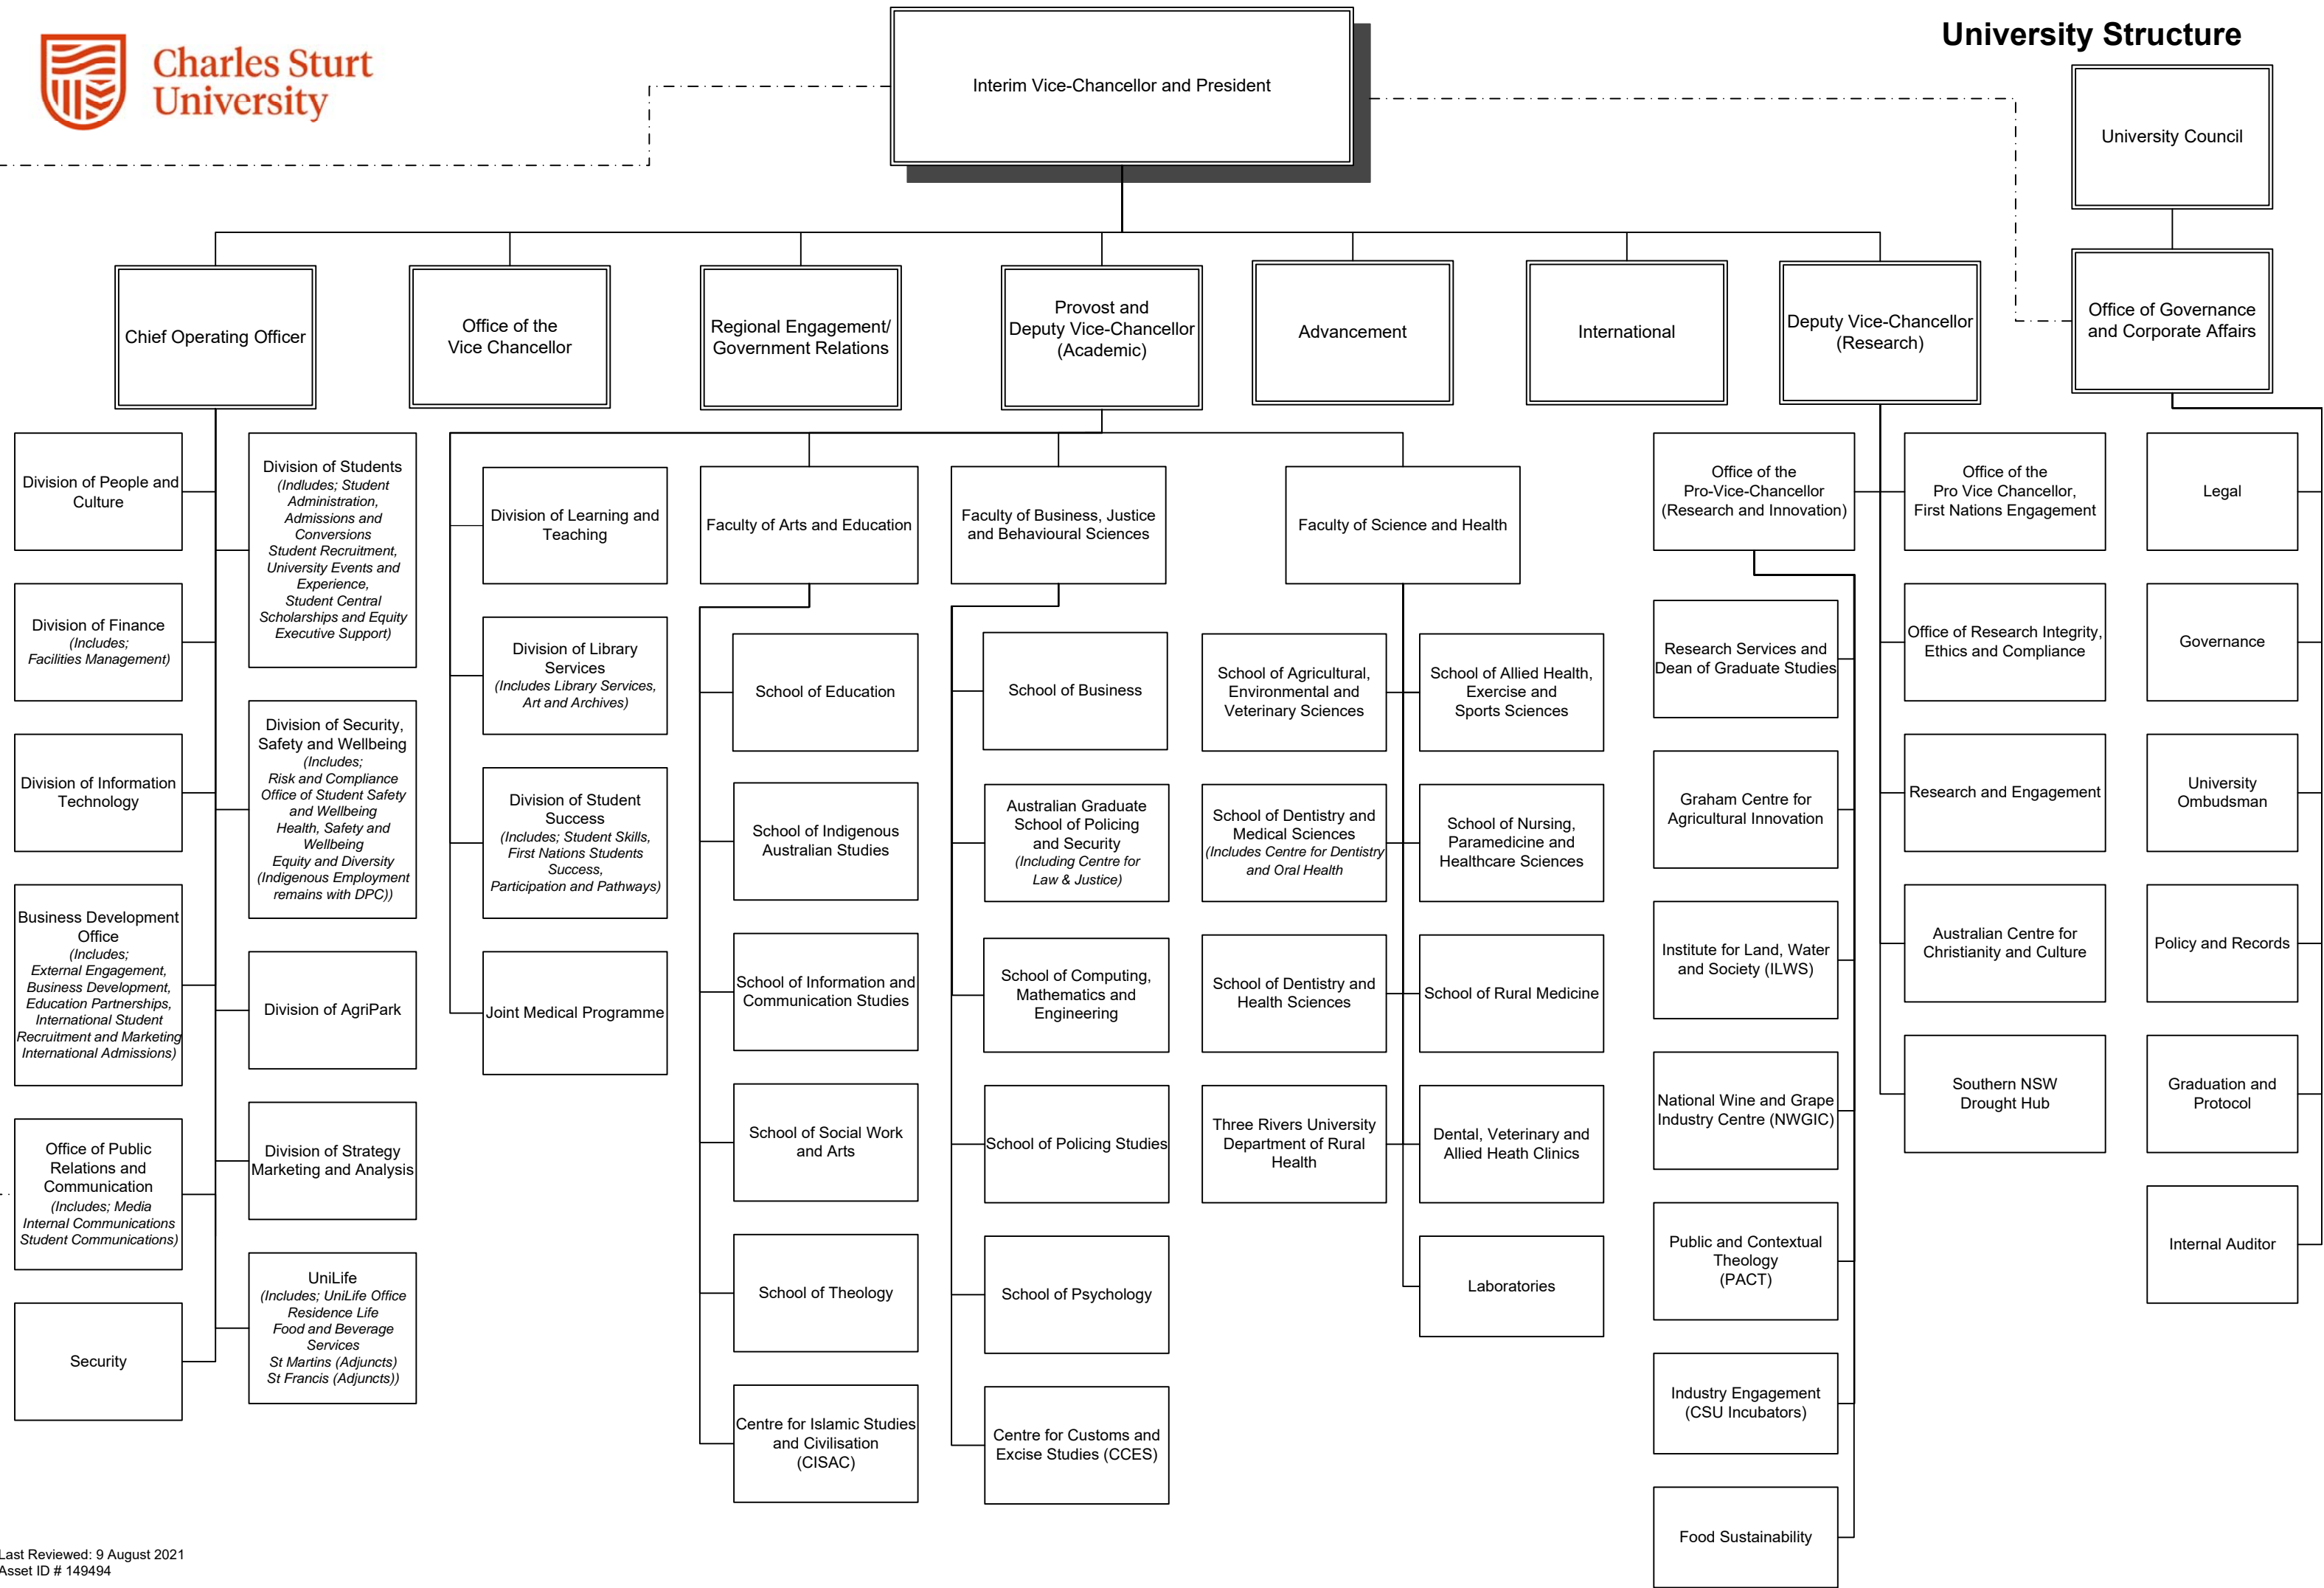 Charles Sturt
University
University Structure
Interim Vice-Chancellor and President
University Council
Chief Operating Officer
Office of the
Vice Chancellor
Regional Engagement/
Government Relations
Provost and
Deputy Vice-Chancellor
(Academic)
Advancement
International
Deputy Vice-Chancellor
(Research)
Office of Governance
and Corporate Affairs
Division of People and
Culture
Division of Finance
(Includes;
Facilities Management)
Division of Information
Technology
Business Development
Office
(Includes;
External Engagement,
Business Development,
Education Partnerships,
International Student
Recruitment and Marketing
International Admissions)
Office of Public
Relations and
Communication
(Includes; Media
Internal Communications
Student Communications)
Security
Division of Students
(Indludes; Student
Administration,
Admissions and
Conversions
Student Recruitment,
University Events and
Experience,
Student Central
Scholarships and Equity
Executive Support)
Division of Security,
Safety and Wellbeing
(Includes;
Risk and Compliance
Office of Student Safety
and Wellbeing
Health, Safety and
Wellbeing
Equity and Diversity
(Indigenous Employment
remains with DPC))
Division of AgriPark
Division of Strategy
Marketing and Analysis
UniLife
(Includes; UniLife Office
Residence Life
Food and Beverage
Services
St Martins (Adjuncts)
St Francis (Adjuncts))
Division of Learning and
Teaching
Division of Library
Services
(Includes Library Services,
Art and Archives)
Division of Student
Success
(Includes; Student Skills,
First Nations Students
Success,
Participation and Pathways)
Joint Medical Programme
Faculty of Arts and Education
School of Education
School of Indigenous
Australian Studies
School of Information and
Communication Studies
School of Social Work
and Arts
School of Theology
Centre for Islamic Studies
and Civilisation
(CISAC)
Faculty of Business, Justice
and Behavioural Sciences
School of Business
Australian Graduate
School of Policing
and Security
(Including Centre for
Law & Justice)
School of Computing,
Mathematics and
Engineering
School of Policing Studies
School of Psychology
Centre for Customs and
Excise Studies (CCES)
Faculty of Science and Health
School of Agricultural,
Environmental and
Veterinary Sciences
School of Dentistry and
Medical Sciences
(Includes Centre for Dentistry
and Oral Health
School of Dentistry and
Health Sciences
Three Rivers University
Department of Rural
Health
School of Allied Health,
Exercise and
Sports Sciences
School of Nursing,
Paramedicine and
Healthcare Sciences
School of Rural Medicine
Dental, Veterinary and
Allied Heath Clinics
Laboratories
Office of the
Pro-Vice-Chancellor
(Research and Innovation)
Research Services and
Dean of Graduate Studies
Graham Centre for
Agricultural Innovation
Institute for Land, Water
and Society (ILWS)
National Wine and Grape
Industry Centre (NWGIC)
Public and Contextual
Theology
(PACT)
Industry Engagement
(CSU Incubators)
Food Sustainability
Office of the
Pro Vice Chancellor,
First Nations Engagement
Office of Research Integrity,
Ethics and Compliance
Research and Engagement
Australian Centre for
Christianity and Culture
Southern NSW
Drought Hub
Legal
Governance
University
Ombudsman
Policy and Records
Graduation and
Protocol
Internal Auditor
Last Reviewed: 9 August 2021
Asset ID # 149494